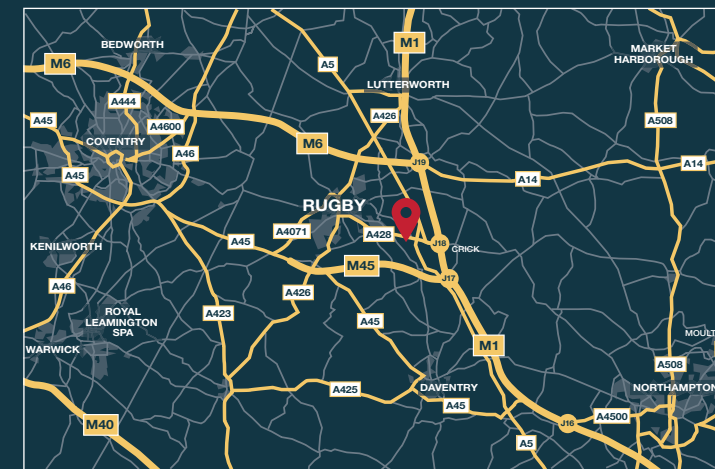 BEDWORTH
M1
MARKET
HARBOROUGH
M6
A5
LUTTERWORTH
A444
A45
A426
A508
A4600
COVENTRY
M6
A46
J19
A14
A45
A14
RUGBY
A4071
A428
A45
J18
KENILWORTH
CRICK
M45
J17
A46
A426
ROYAL
LEAMINGTON
SPA
A423
A45
MOULT
WARWICK
M1
A508
A425
DAVENTRY
NORTHAMPTON
A45
A4500
M40
J16
A5